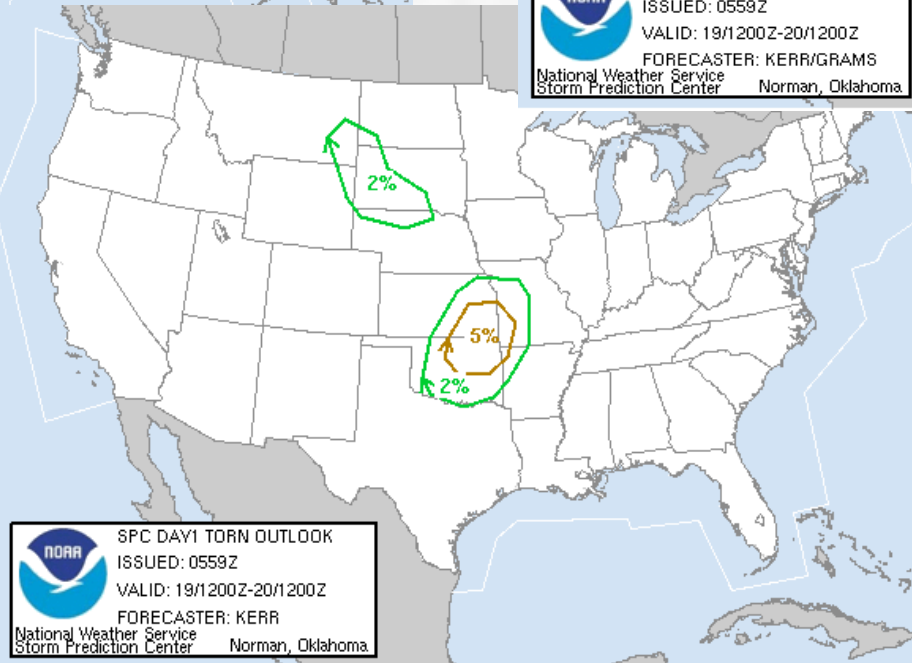 NOAA
ISSUED: 0559Z
VALID: 19/1200Z-20/1200Z
FORECASTER: KERR/GRAMS
National Weather Service
Storm Prediction Center Norman, Oklahoma
2%
5%
2%
NOAA
SPC DAY1 TORN OUTLOOK
ISSUED: 0559Z
VALID: 19/1200Z-20/1200Z
FORECASTER: KERR
National Weather Service
Storm Prediction Center Norman, Oklahoma